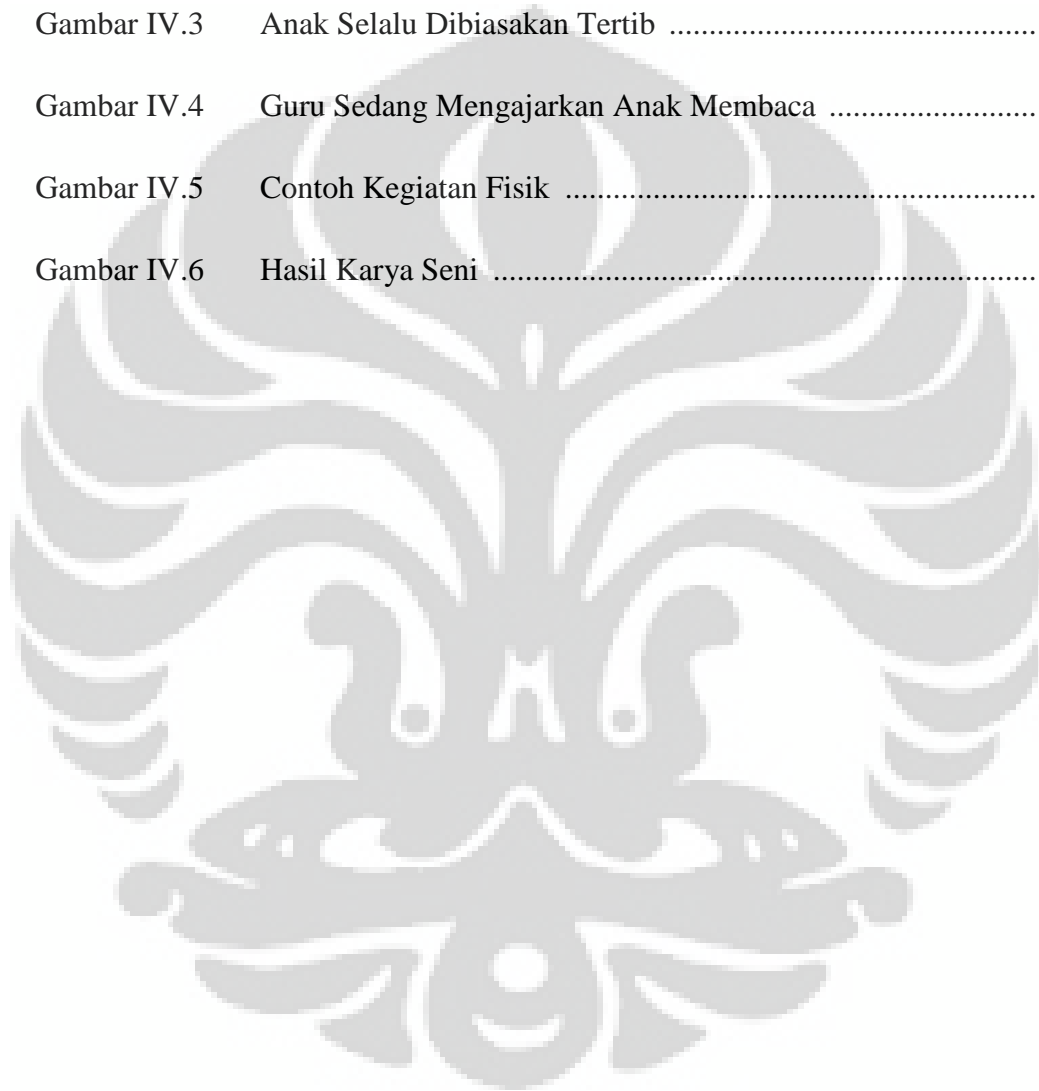 Gambar IV.3 Anak Selalu Dibiasakan Tertib ..............................................
Gambar IV.4 Guru Sedang Mengajarkan Anak Membaca ..........................
Gambar IV.5 Contoh Kegiatan Fisik ...........................................................
Gambar IV.6 Hasil Karya Seni ....................................................................